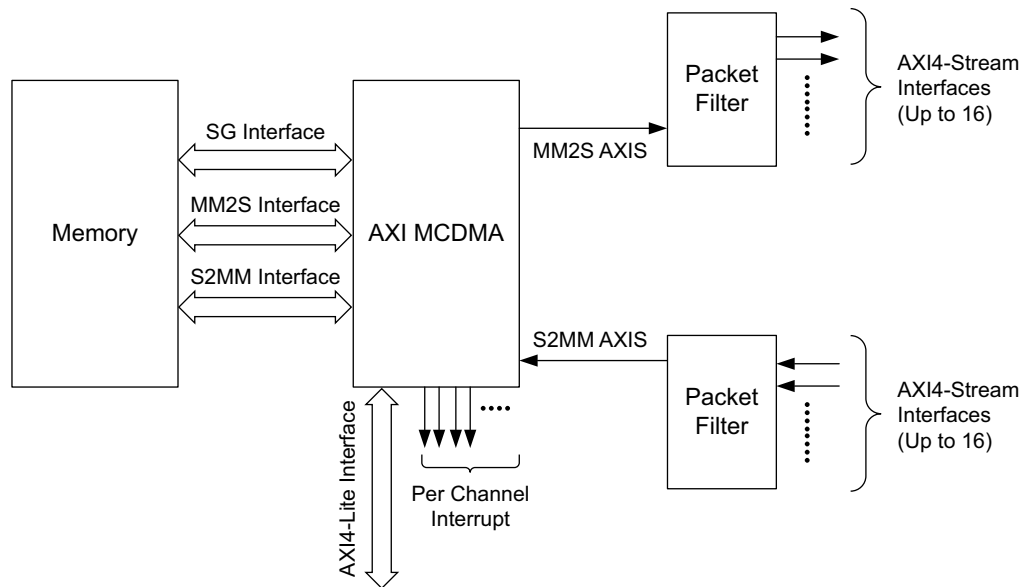 Packet
Filter
AXI4-Stream
Interfaces
(Up to 16)
SG Interface
MM2S AXIS
MM2S Interface
Memory
AXI MCDMA
S2MM Interface
S2MM AXIS
Packet
Filter
AXI4-Stream
Interfaces
(Up to 16)
AXI4-Lite Interface
Per Channel
Interrupt